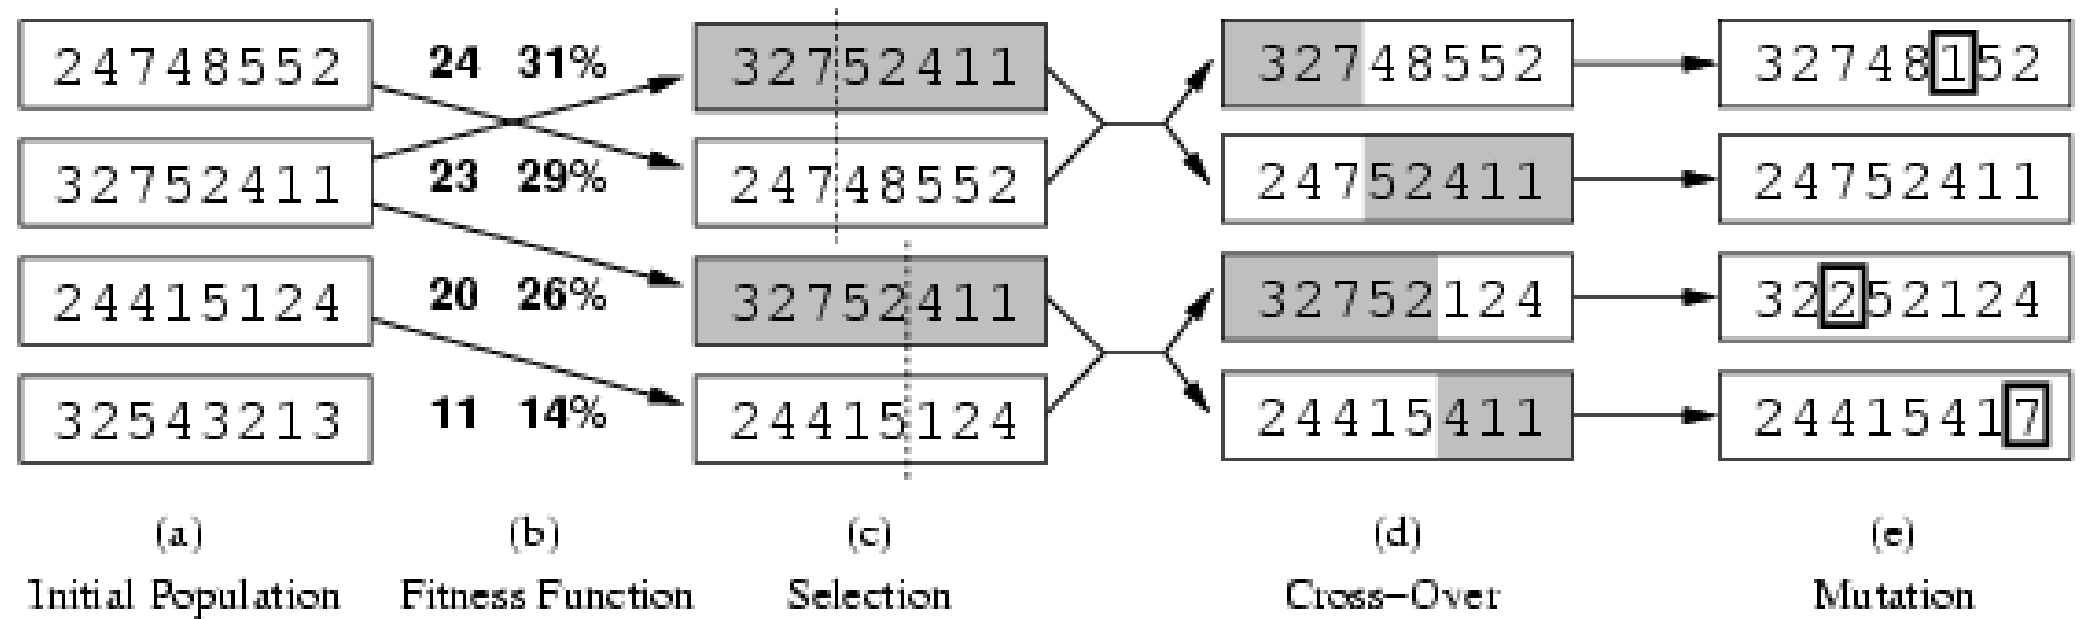 24748552 24 31% 32752411 32748552 32748152
32752411 23 29% 24748552 24752411 24752411
24415124 20 26% 32752411 32752124 32252124
32543213 11 14% 24415124 24415411 24415417
(a) (b) (c) (d) (e)
Initial Population Fitness Function Selection Cross−Over Mutation